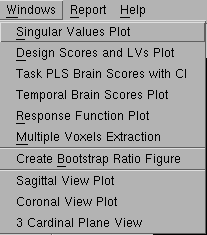 Windows Report Help
Singular Values Plot
Design Scores and LVs Plot
Task PLS Brain Scores with CI
Temporal Brain Scores Plot
Response Function Plot
Multiple Voxels Extraction
Create Bootstrap Ratio Figure
Sagittal View Plot
Coronal View Plot
3 Cardinal Plane View